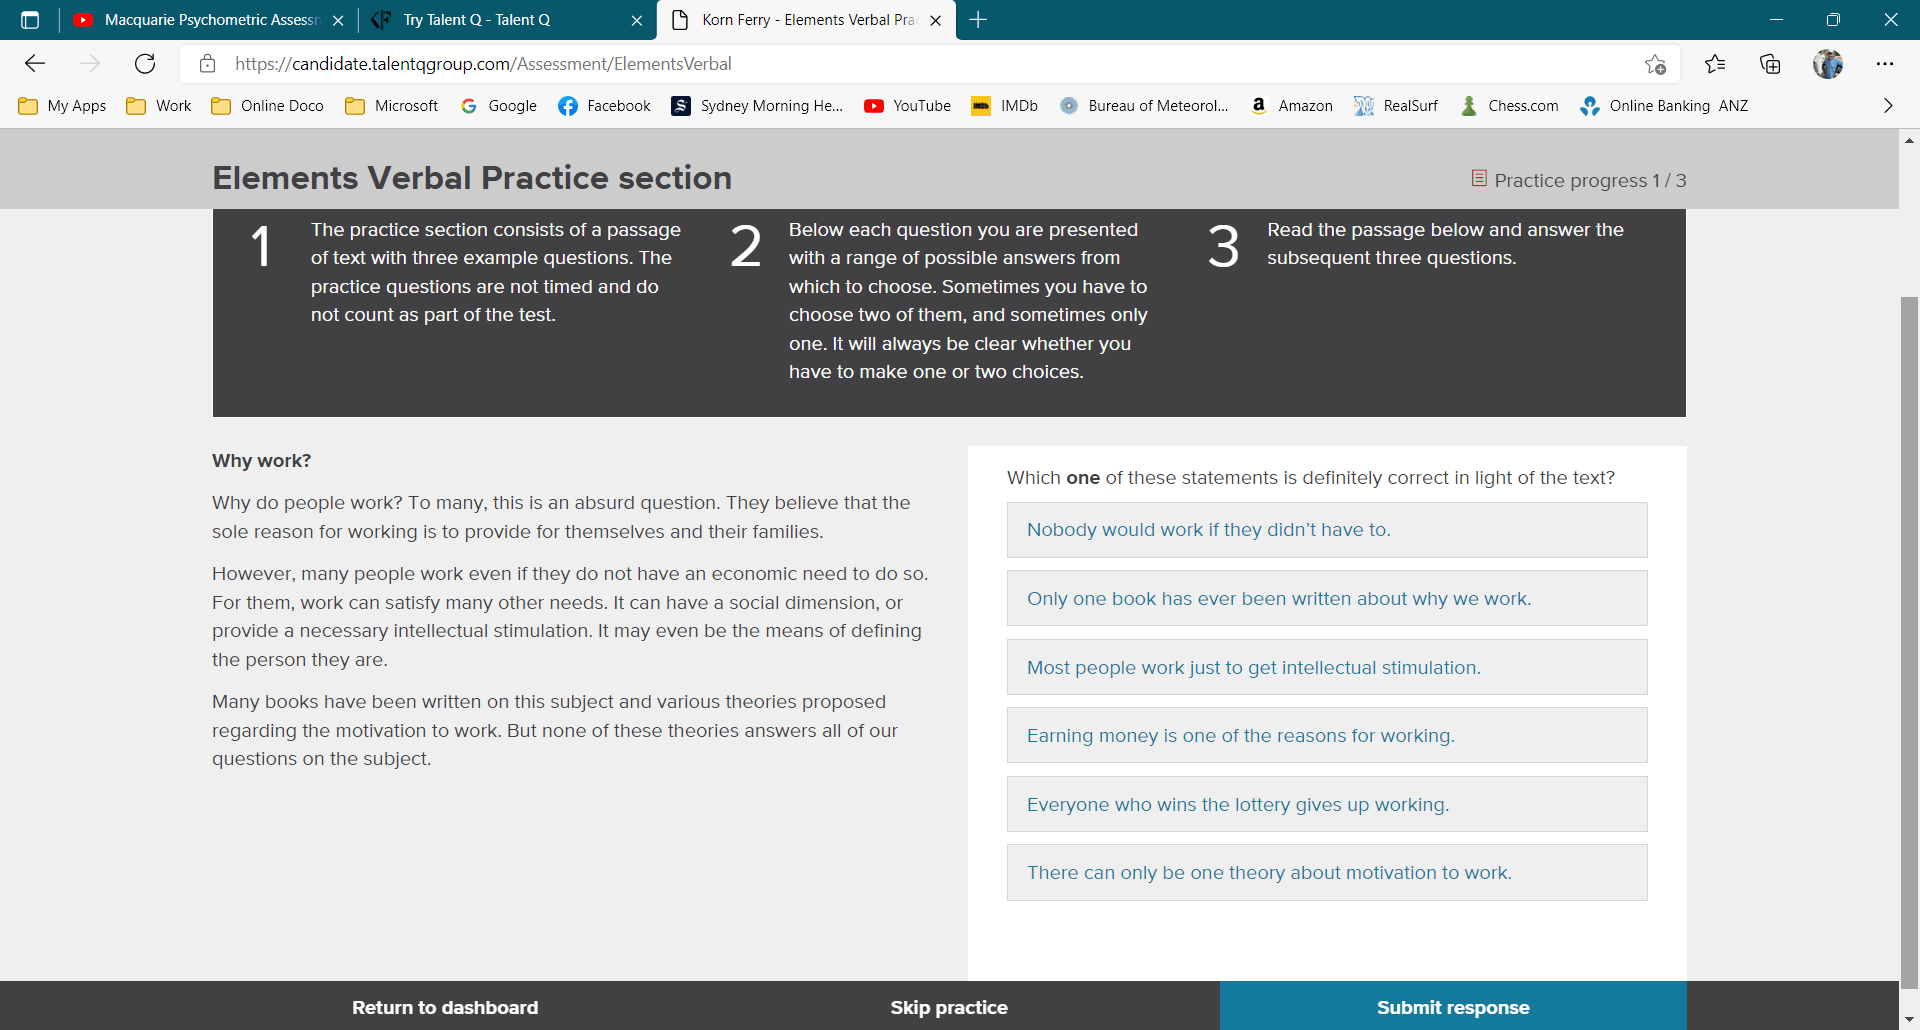 Macquarie Psychometric Assessn
Try Talent Q - Talent Q
Korn Ferry - Elements Verbal Prac
https://candidate.talentqgroup.com/Assessment/ElementsVerbal
My Apps
Work
Online Doco
Microsoft
Google
Facebook
Sydney Morning He...
YouTube
IMDb
Bureau of Meteorol...
Amazon
RealSurf
Chess.com
Online Banking ANZ
Elements Verbal Practice section
Practice progress 1 / 3
1
The practice section consists of a passage
of text with three example questions. The
practice questions are not timed and do
not count as part of the test.
2
Below each question you are presented
with a range of possible answers from
which to choose. Sometimes you have to
choose two of them, and sometimes only
one. It will always be clear whether you
have to make one or two choices.
3
Read the passage below and answer the
subsequent three questions.
Why work?
Why do people work? To many, this is an absurd question. They believe that the
sole reason for working is to provide for themselves and their families.
However, many people work even if they do not have an economic need to do so.
For them, work can satisfy many other needs. It can have a social dimension, or
provide a necessary intellectual stimulation. It may even be the means of defining
the person they are.
Many books have been written on this subject and various theories proposed
regarding the motivation to work. But none of these theories answers all of our
questions on the subject.
Which one of these statements is definitely correct in light of the text?
Nobody would work if they didn't have to.
Only one book has ever been written about why we work.
Most people work just to get intellectual stimulation.
Earning money is one of the reasons for working.
Everyone who wins the lottery gives up working.
There can only be one theory about motivation to work.
Return to dashboard
Skip practice
Submit response